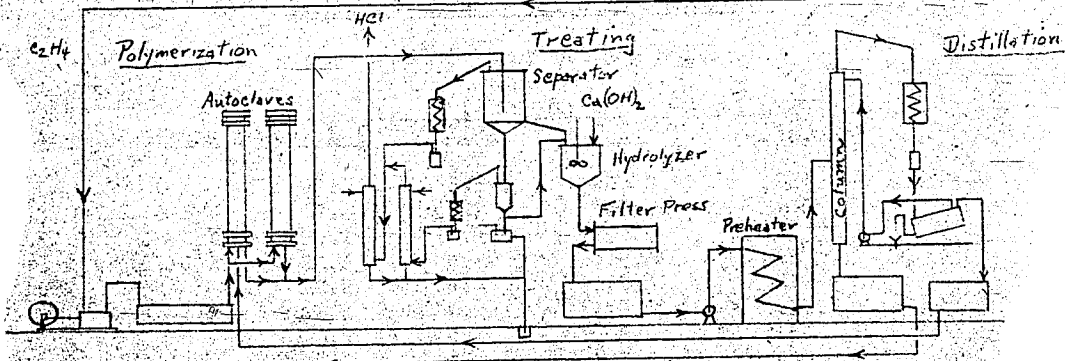 HCl
C₂H₄
Polymerization
Treating
Distillation
Separator
Ca(OH)₂
Autoclaves
Hydrolyzer
Column
Filter Press
Preheater